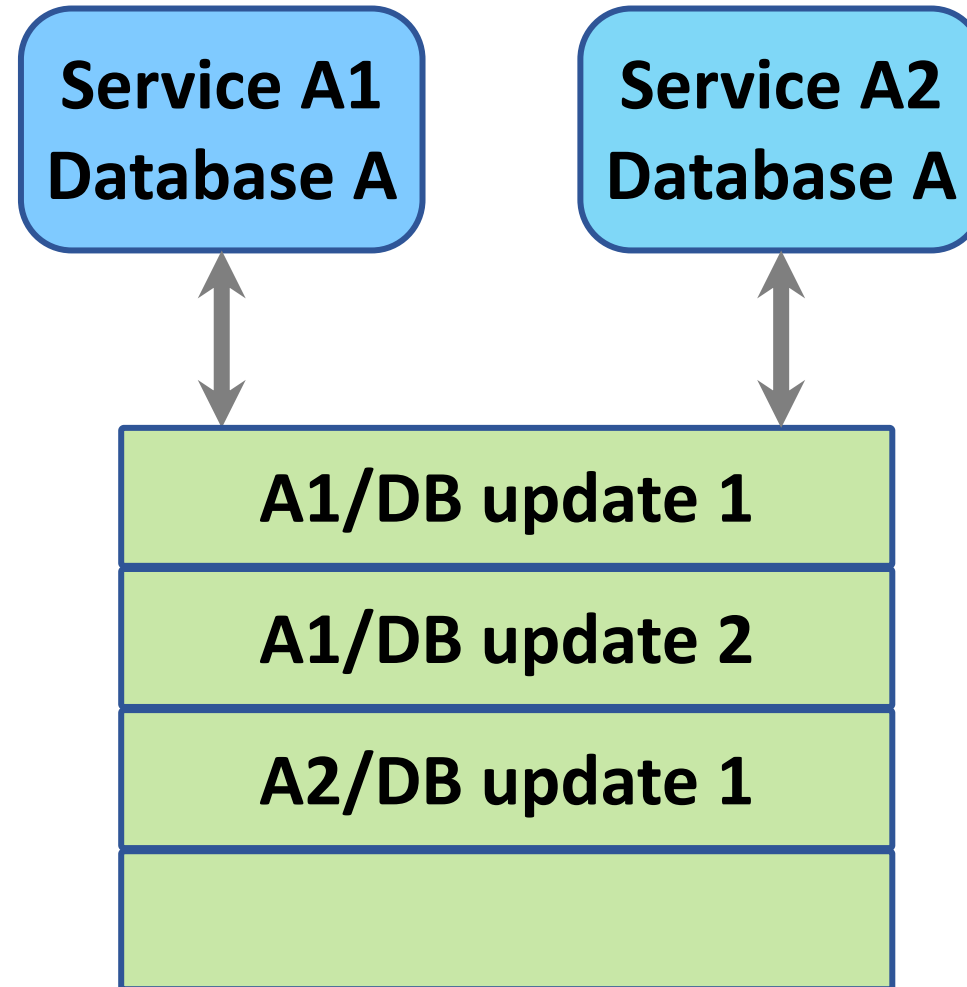 Service A1
Database A
Service A2
Database A
A1/DB update 1
A1/DB update 2
A2/DB update 1